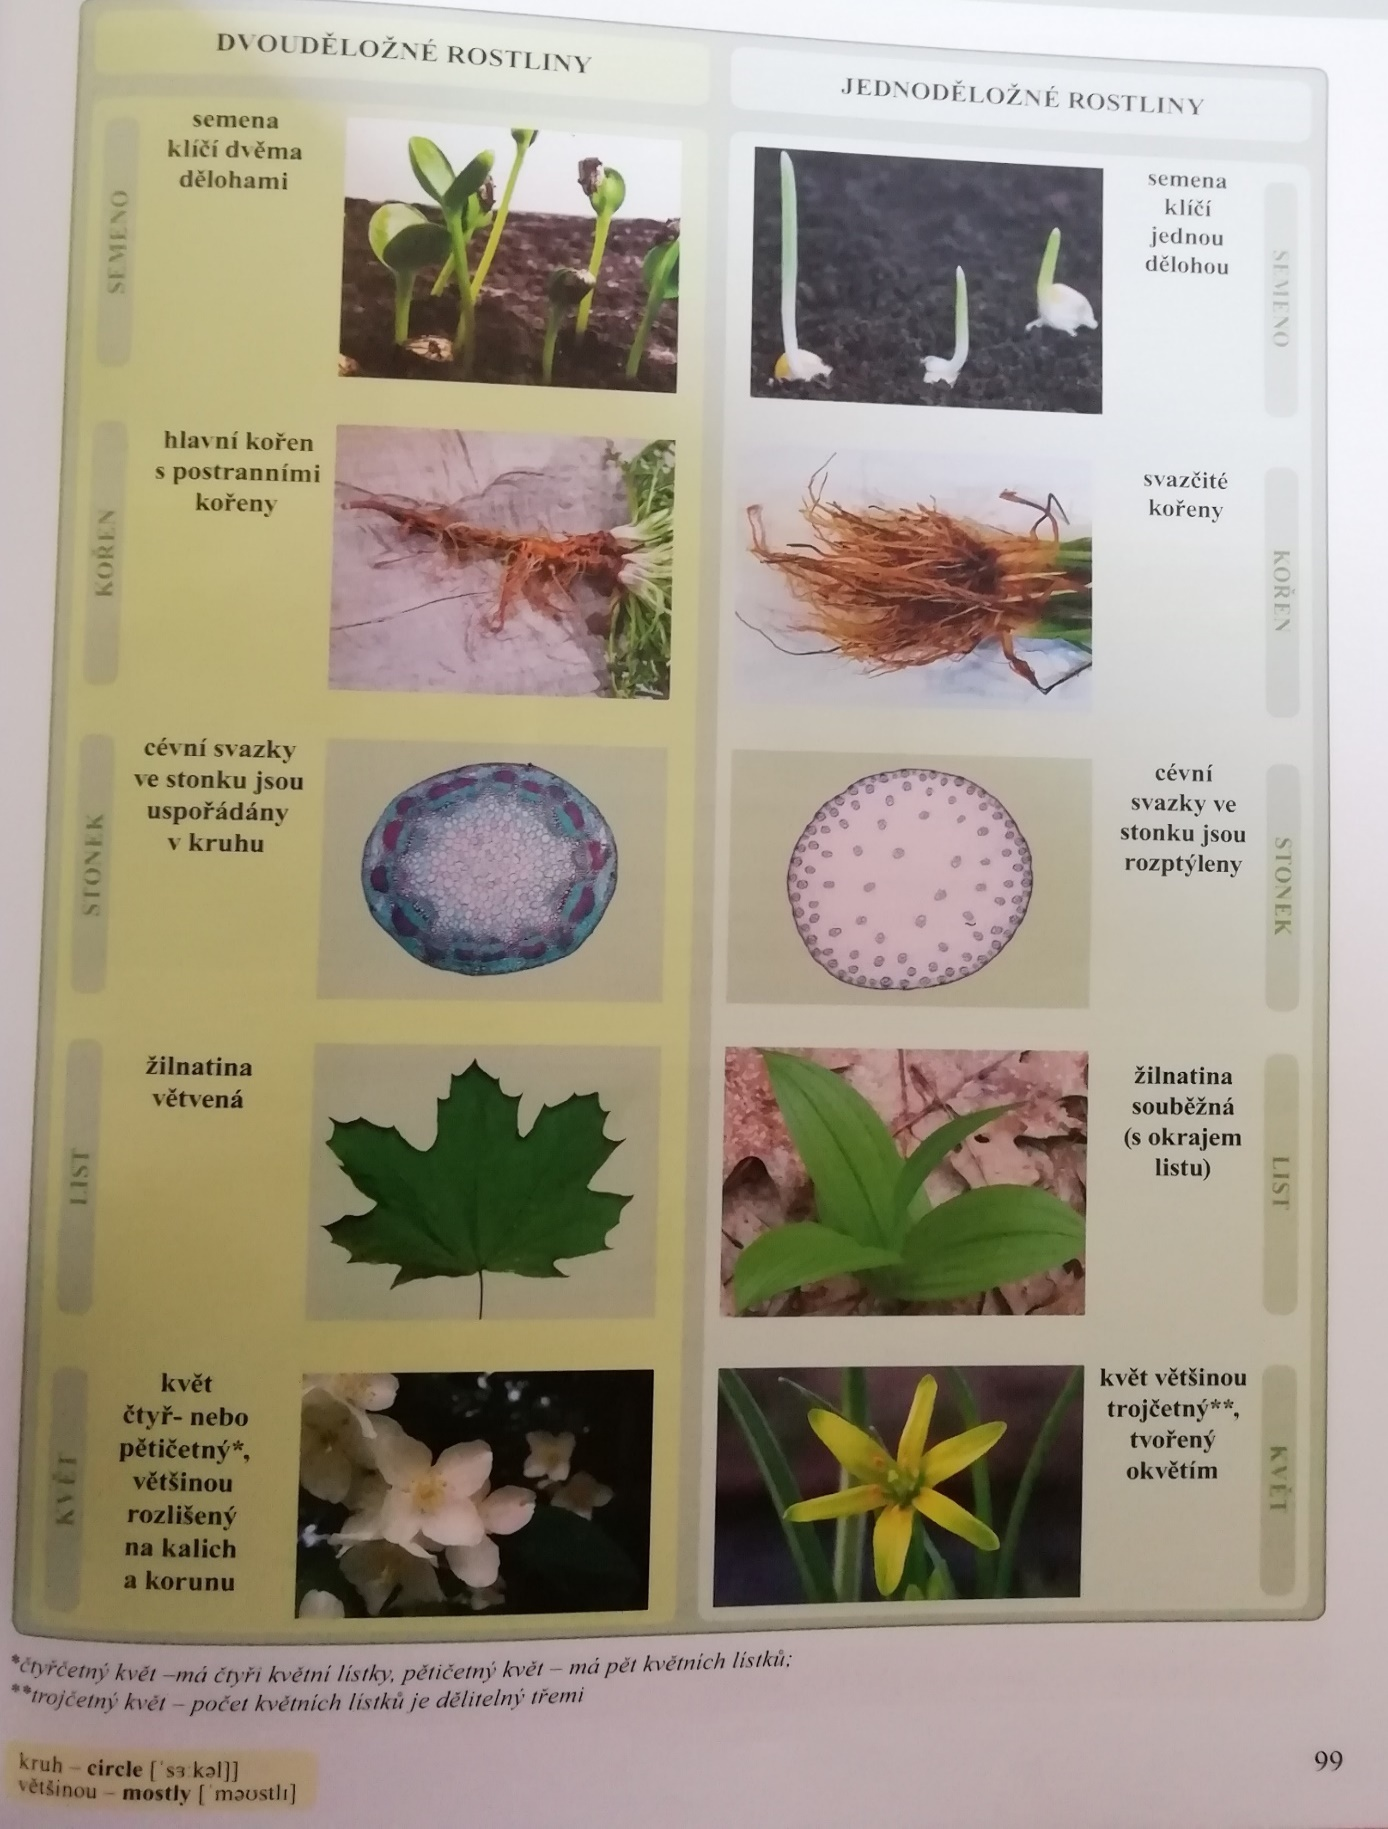 DVOUDĚLOŽNÉ ROSTLINY
SEMENO
semena
klíčí dvěma
dělohami
KOŘEN
hlavní kořen
s postranními
kořeny
STONEK
cévní svazky
ve stonku jsou
uspořádány
v kruhu
LIST
žilnatina
větvená
KVĚT
květ
čtyř- nebo
pětičetný*,
většinou
rozlišený
na kalich
a korunu
JEDNODĚLOŽNÉ ROSTLINY
semena
klíčí
jednou
dělohou
SEMENO
svazčité
kořeny
KOŘEN
cévní
svazky ve
stonku jsou
rozptýleny
STONEK
žilnatina
souběžná
(s okrajem
listu)
LIST
květ většinou
trojčetný**,
tvořený
okvětím
KVĚT
*čtyřčetný květ –má čtyři květní lístky, pětičetný květ – má pět květních lístků;
**trojčetný květ – počet květních lístků je dělitelný třemi
kruh – circle [ˈsɜːkəl]]
většinou – mostly [ˈməʊstlɪ]
99